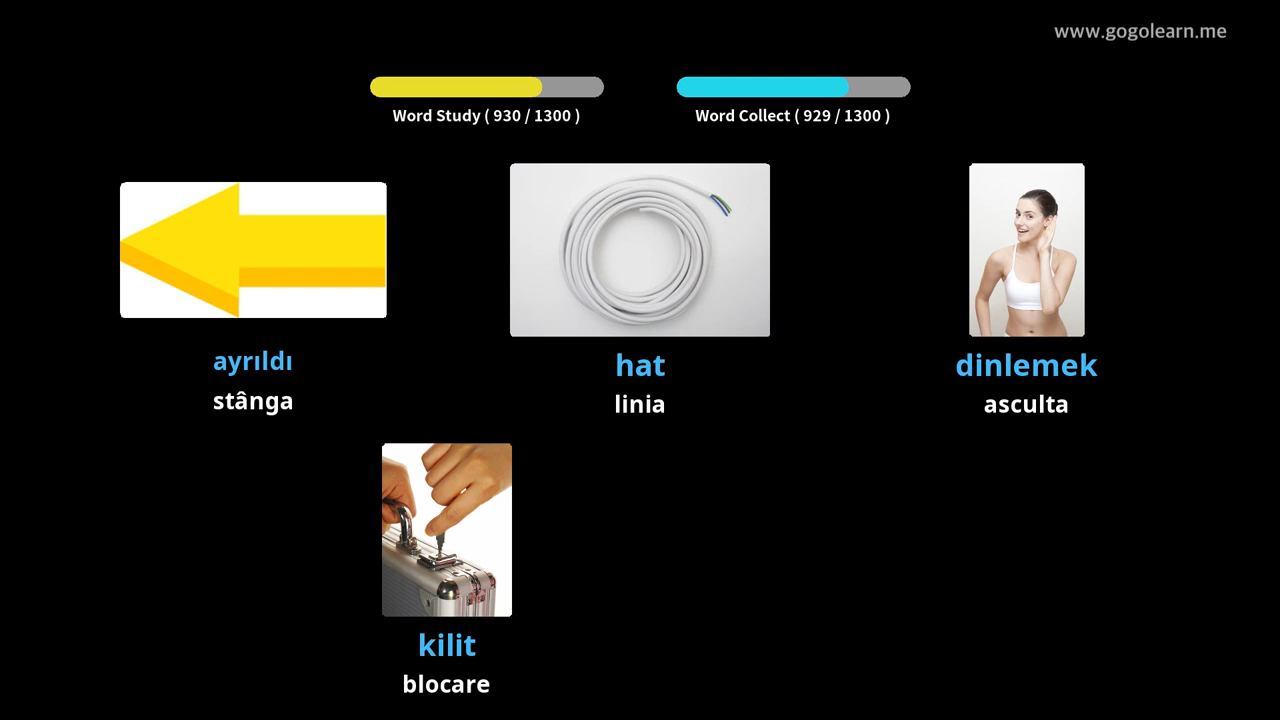 www.gogolearn.me
Word Study ( 930 / 1300 )
Word Collect ( 929 / 1300 )
ayrıldı
stânga
hat
linia
dinlemek
asculta
kilit
blocare